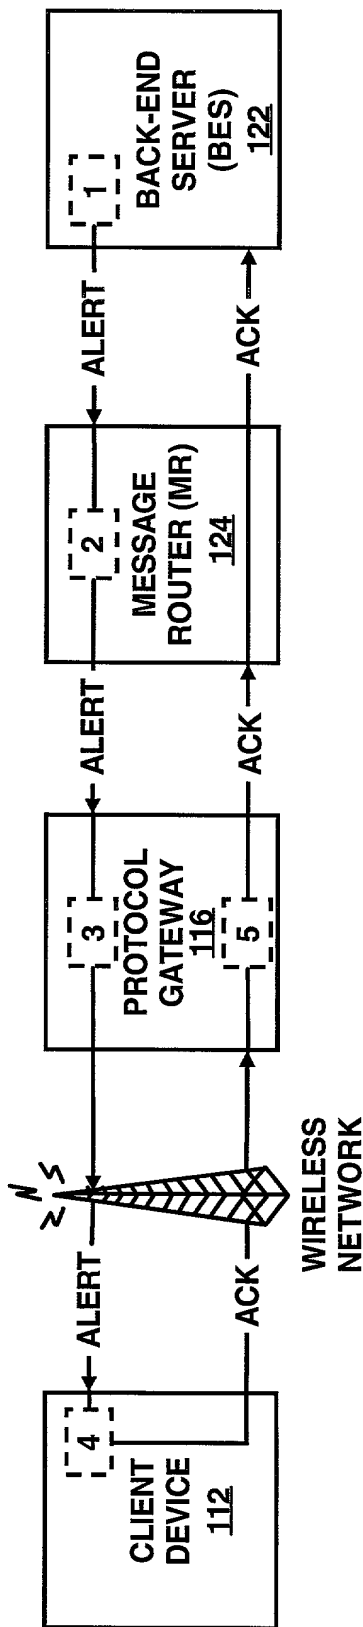 CLIENT
DEVICE
112
4
ALERT
ACK
WIRELESS
NETWORK
3
PROTOCOL
GATEWAY
116
5
ALERT
ACK
2
MESSAGE
ROUTER (MR)
124
ALERT
ACK
1
BACK-END
SERVER
(BES)
122